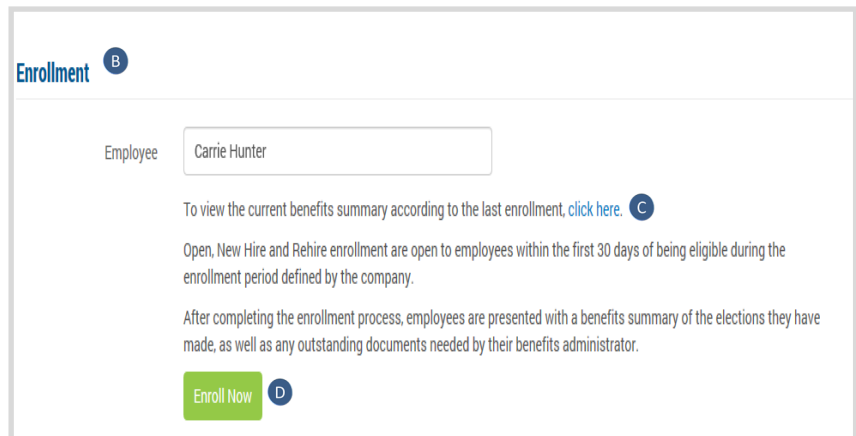 Enrollment B
Employee Carrie Hunter
To view the current benefits summary according to the last enrollment, click here. C
Open, New Hire and Rehire enrollment are open to employees within the first 30 days of being eligible during the
enrollment period defined by the company.
After completing the enrollment process, employees are presented with a benefits summary of the elections they have
made, as well as any outstanding documents needed by their benefits administrator.
Enroll Now D